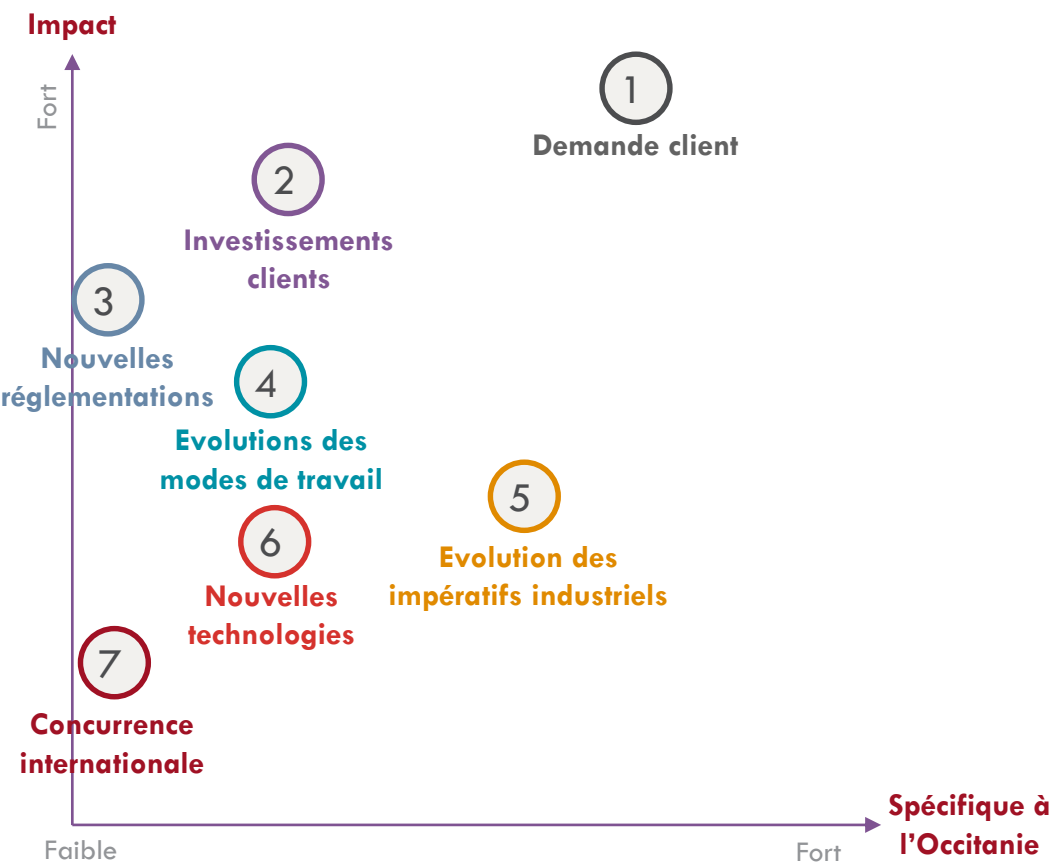 Impact
Fort
1
Demande client
2
Investissements
clients
3
Nouvelles
réglementations
4
Evolutions des
modes de travail
5
Evolution des
impératifs industriels
6
Nouvelles
technologies
7
Concurrence
internationale
Spécifique à
l'Occitanie
Faible
Fort